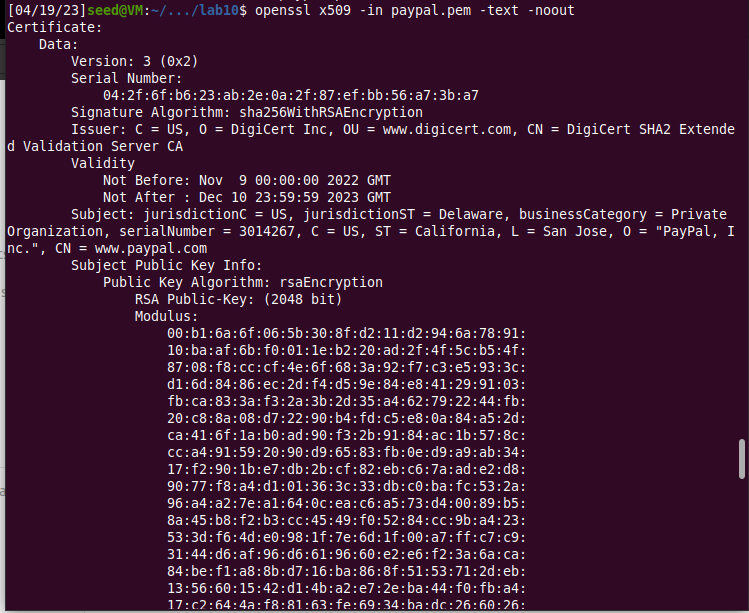 [04/19/23]seed@VM:~/.../lab10$ openssl x509 -in paypal.pem -text -noout
Certificate:
    Data:
        Version: 3 (0x2)
        Serial Number:
            04:2f:6f:b6:23:ab:2e:0a:2f:87:ef:bb:56:a7:3b:a7
        Signature Algorithm: sha256WithRSAEncryption
        Issuer: C = US, O = DigiCert Inc, OU = www.digicert.com, CN = DigiCert SHA2 Extende
d Validation Server CA
        Validity
            Not Before: Nov  9 00:00:00 2022 GMT
            Not After : Dec 10 23:59:59 2023 GMT
        Subject: jurisdictionC = US, jurisdictionST = Delaware, businessCategory = Private 
Organization, serialNumber = 3014267, C = US, ST = California, L = San Jose, O = "PayPal, I
nc.", CN = www.paypal.com
        Subject Public Key Info:
            Public Key Algorithm: rsaEncryption
                RSA Public-Key: (2048 bit)
                Modulus:
                    00:b1:6a:6f:06:5b:30:8f:d2:11:d2:94:6a:78:91:
                    10:ba:af:6b:f0:01:1e:b2:20:ad:2f:4f:5c:b5:4f:
                    87:08:f8:cc:cf:4e:6f:68:3a:92:f7:c3:e5:93:3c:
                    d1:6d:84:86:ec:2d:f4:d5:9e:84:e8:41:29:91:03:
                    fb:ca:83:3a:f3:2a:3b:2d:35:a4:62:79:22:44:fb:
                    20:c8:8a:08:d7:22:90:b4:fd:c5:e8:0a:84:a5:2d:
                    ca:41:6f:1a:b0:ad:90:f3:2b:91:84:ac:1b:57:8c:
                    cc:a4:91:59:20:90:d9:65:83:fb:0e:d9:a9:ab:34:
                    17:f2:90:1b:e7:db:2b:cf:82:eb:c6:7a:ad:e2:d8:
                    90:77:f8:a4:d1:01:36:3c:33:db:c0:ba:fc:53:2a:
                    96:a4:a2:7e:a1:64:0c:ea:c6:a5:73:d4:00:89:b5:
                    8a:45:b8:f2:b3:cc:45:49:f0:52:84:cc:9b:a4:23:
                    53:3d:f6:4d:e0:98:1f:7e:6d:1f:00:a7:ff:c7:c9:
                    31:44:d6:af:96:d6:61:96:60:e2:e6:f2:3a:6a:ca:
                    84:be:f1:a8:8b:d7:16:ba:86:8f:51:53:71:2d:eb:
                    13:56:60:15:42:d1:4b:a2:e7:2e:ba:44:f0:fb:a4:
                    17:c2:64:4a:f8:81:63:fe:69:34:ba:dc:26:60:26: